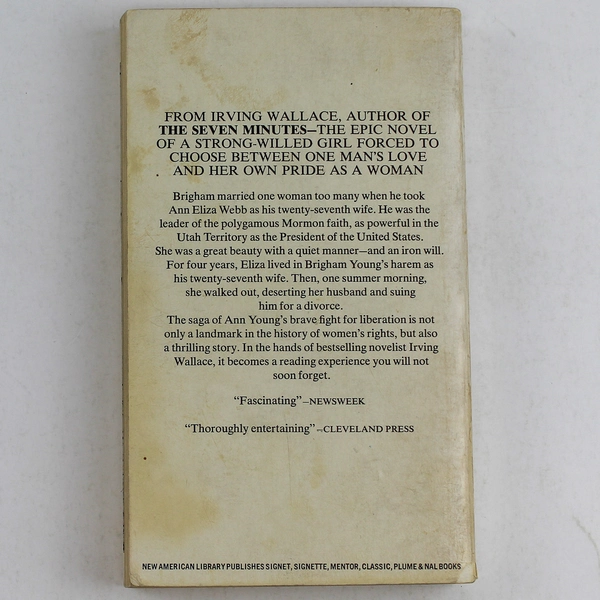 FROM IRVING WALLACE, AUTHOR OF
THE SEVEN MINUTES—THE EPIC NOVEL
OF A STRONG-WILLED GIRL FORCED TO
CHOOSE BETWEEN ONE MAN'S LOVE
AND HER OWN PRIDE AS A WOMAN
Brigham married one woman too many when he took
Ann Eliza Webb as his twenty-seventh wife. He was the
leader of the polygamous Mormon faith, as powerful in the
Utah Territory as the President of the United States.
She was a great beauty with a quiet manner—and an iron will.
For four years, Eliza lived in Brigham Young's harem as
his twenty-seventh wife. Then, one summer morning,
she walked out, deserting her husband and suing
him for a divorce.
The saga of Ann Young's brave fight for liberation is not
only a landmark in the history of women's rights, but also
a thrilling story. In the hands of bestselling novelist Irving
Wallace, it becomes a reading experience you will not
soon forget.
“Fascinating”—NEWSWEEK
“Thoroughly entertaining”—CLEVELAND PRESS
NEW AMERICAN LIBRARY PUBLISHES SIGNET, SIGNETTE, MENTOR, CLASSIC, PLUME & NAL BOOKS